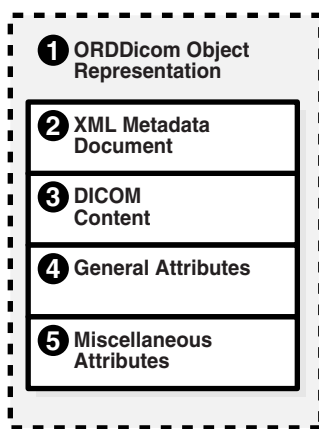 1 ORDDicom Object
Representation
2 XML Metadata
Document
3 DICOM
Content
4 General Attributes
5 Miscellaneous
Attributes